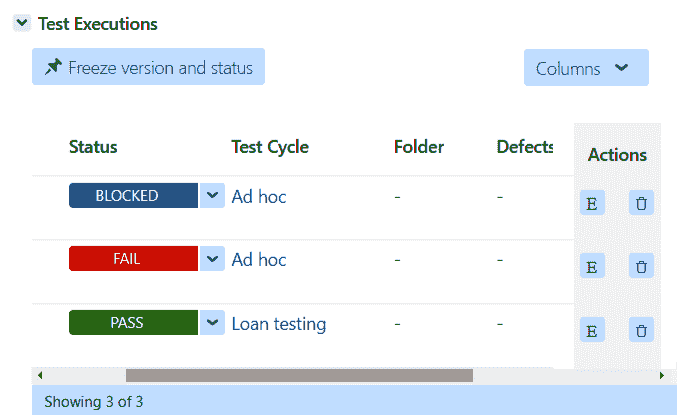 Test Executions
Freeze version and status
Columns
Status Test Cycle Folder Defects Actions
BLOCKED Ad hoc - - E
FAIL Ad hoc - - E
PASS Loan testing - - E
Showing 3 of 3